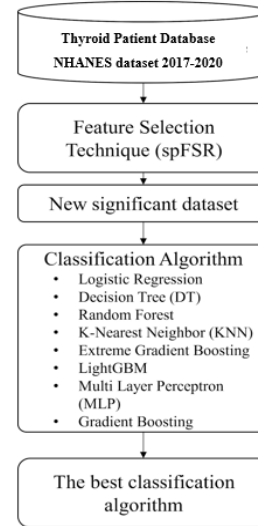 Thyroid Patient Database
NHANES dataset 2017-2020
Feature Selection
Technique (spFSR)
New significant dataset
Classification Algorithm
• Logistic Regression
• Decision Tree (DT)
• Random Forest
• K-Nearest Neighbor (KNN)
• Extreme Gradient Boosting
• LightGBM
• Multi Layer Perceptron
(MLP)
• Gradient Boosting
The best classification
algorithm